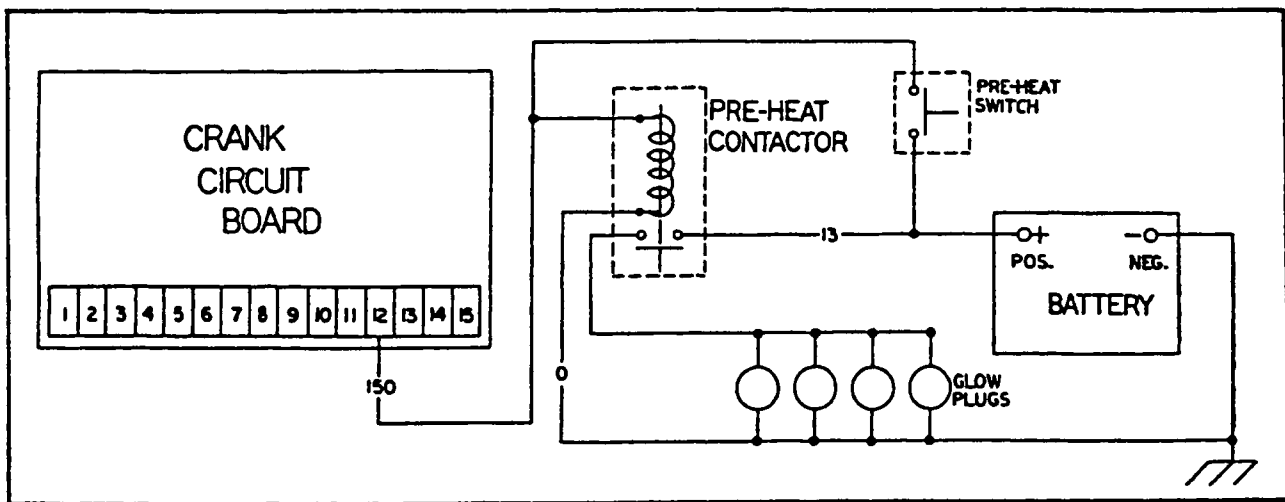 CRANK
CIRCUIT
BOARD
1 2 3 4 5 6 7 8 9 10 11 12 13 14 15
150
0
PRE-HEAT
CONTACTOR
13
PRE-HEAT
SWITCH
+ -
POS. NEG.
BATTERY
GLOW
PLUGS